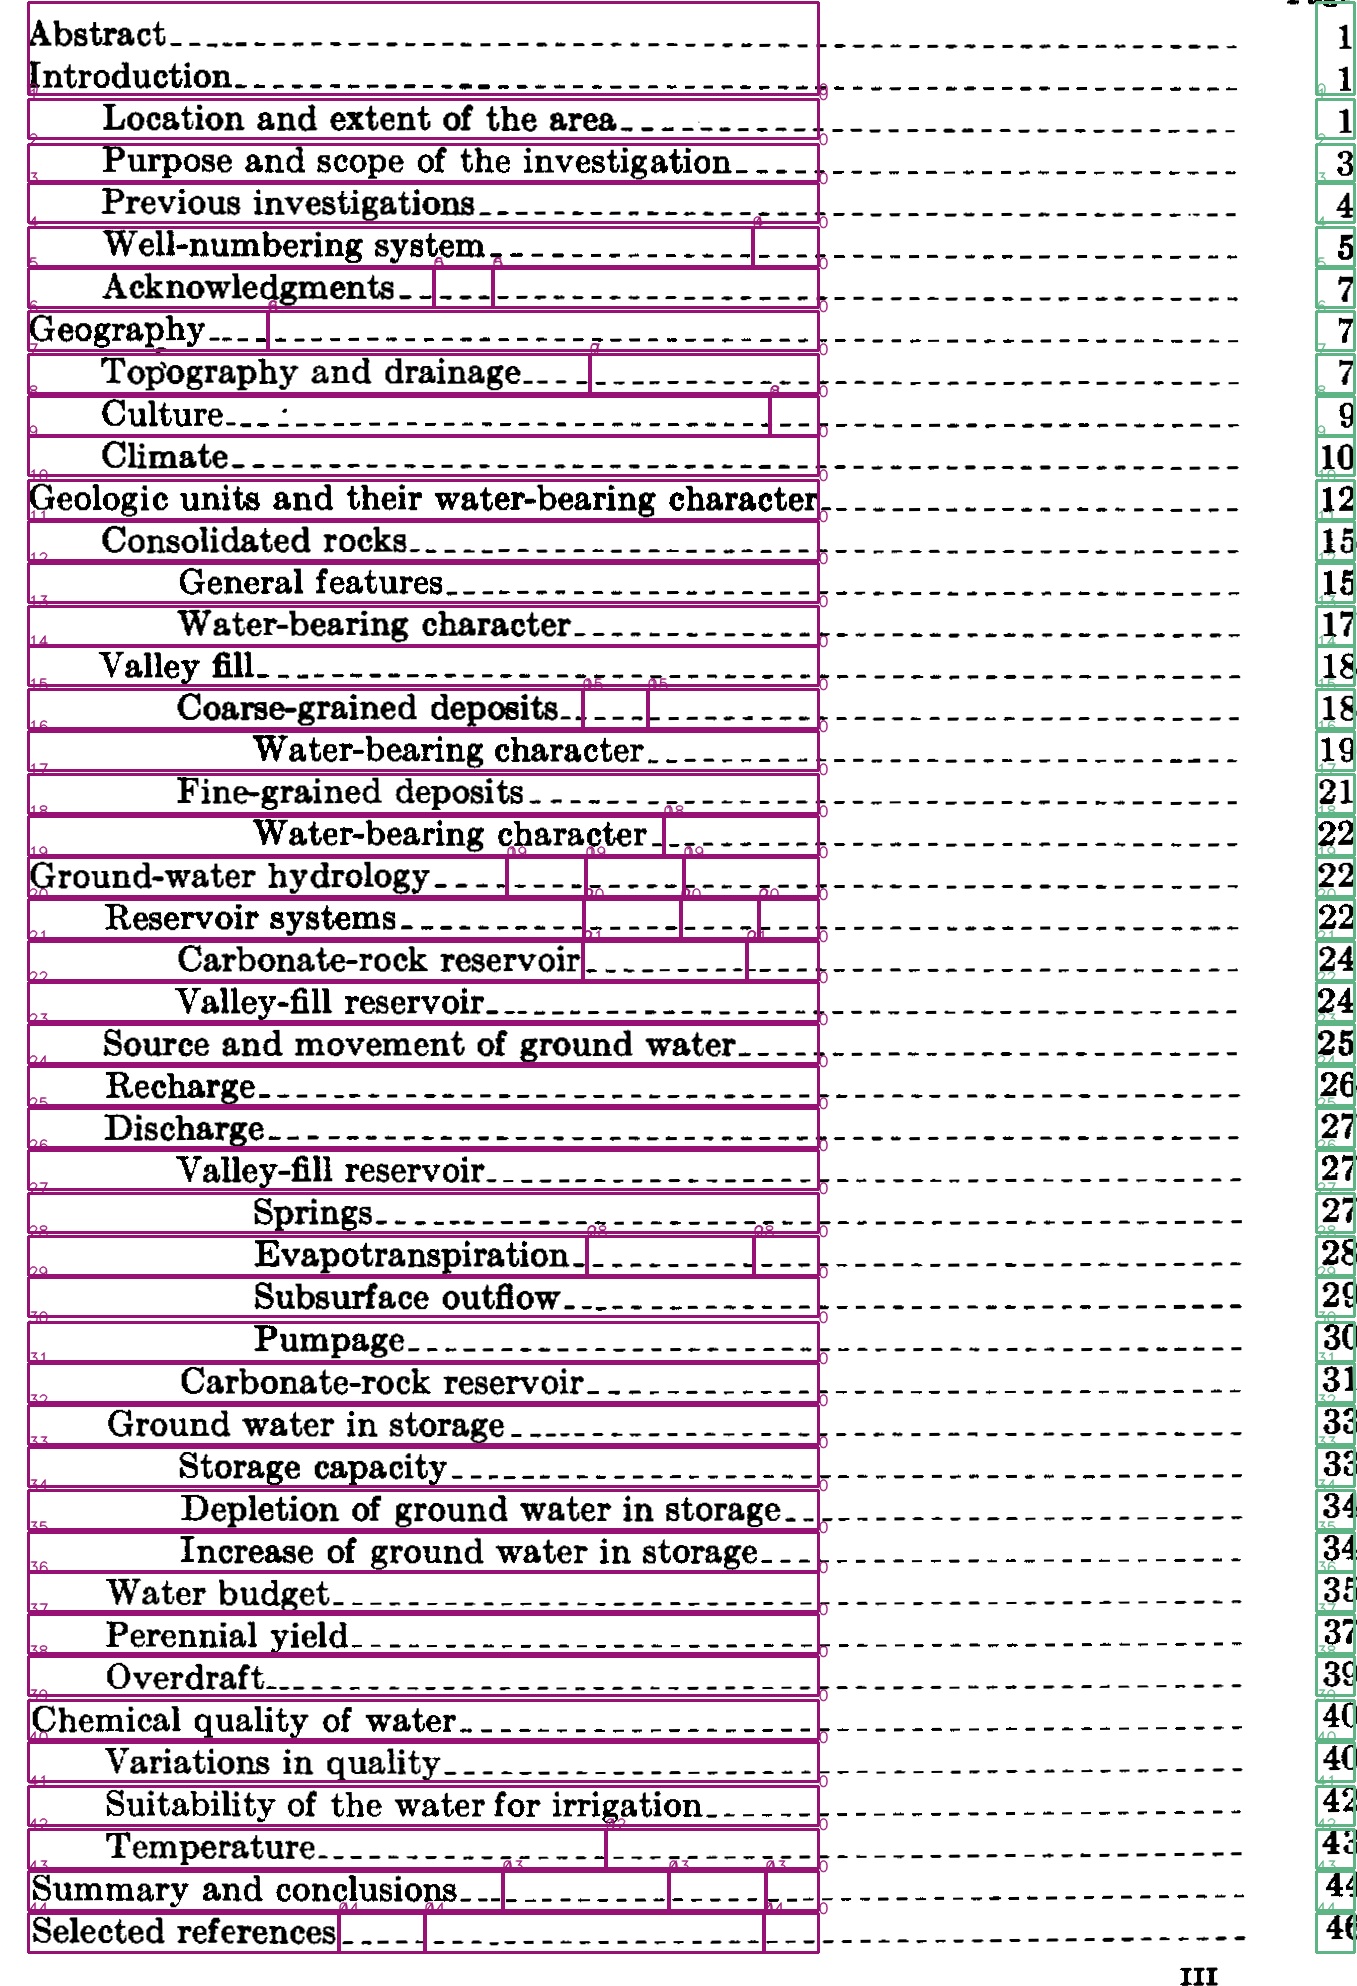 Abstract 1
Introduction 1
Location and extent of the area 1
Purpose and scope of the investigation 3
Previous investigations 4
Well-numbering system 5
Acknowledgments 7
Geography 7
Topography and drainage 7
Culture 9
Climate 10
Geologic units and their water-bearing character 12
Consolidated rocks 15
General features 15
Water-bearing character 17
Valley fill 18
Coarse-grained deposits 18
Water-bearing character 19
Fine-grained deposits 21
Water-bearing character 22
Ground-water hydrology 22
Reservoir systems 22
Carbonate-rock reservoir 24
Valley-fill reservoir 24
Source and movement of ground water 25
Recharge 26
Discharge 27
Valley-fill reservoir 27
Springs 27
Evapotranspiration 28
Subsurface outflow 29
Pumpage 30
Carbonate-rock reservoir 31
Ground water in storage 33
Storage capacity 33
Depletion of ground water in storage 34
Increase of ground water in storage 34
Water budget 35
Perennial yield 37
Overdraft 39
Chemical quality of water 40
Variations in quality 40
Suitability of the water for irrigation 42
Temperature 43
Summary and conclusions 44
Selected references 46
III